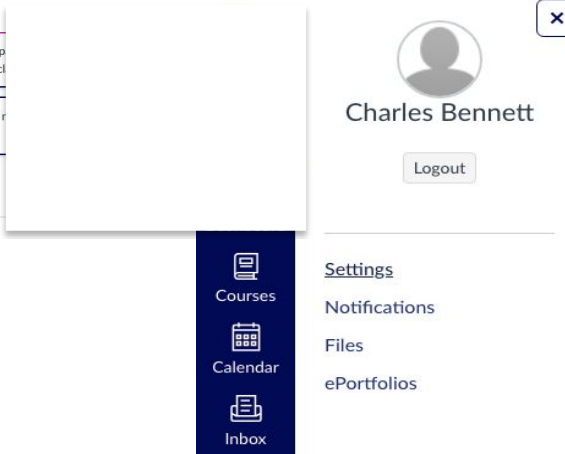 Charles Bennett
Logout
Settings
Notifications
Files
ePortfolios
Courses
Calendar
Inbox